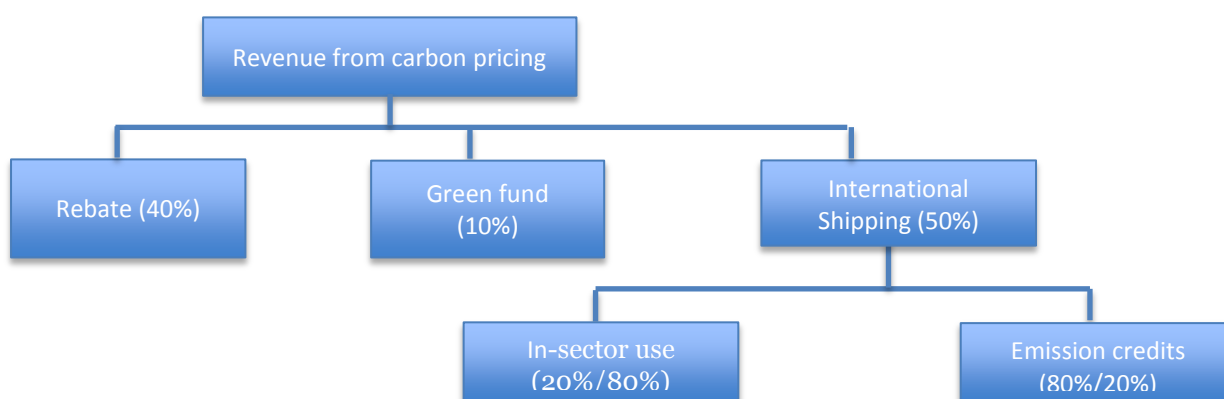 Revenue from carbon pricing
Rebate (40%)
Green fund
(10%)
International
Shipping (50%)
In-sector use
(20%/80%)
Emission credits
(80%/20%)